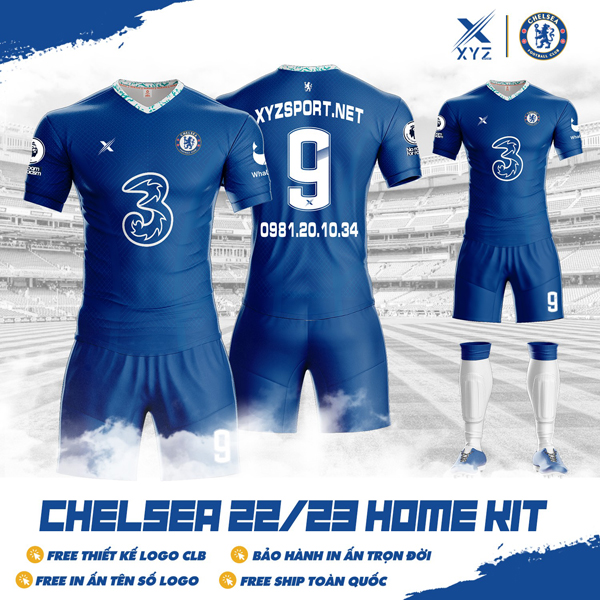 XYZ
CHELSEA
FOOTBALL CLUB
XYZSPORT.NET
9
0981.20.10.34
3
3
9
9
CHELSEA 22/23 HOME KIT
FREE THIẾT KẾ LOGO CLB
BẢO HÀNH IN ẤN TRỌN ĐỜI
FREE IN ẤN TÊN SỐ LOGO
FREE SHIP TOÀN QUỐC